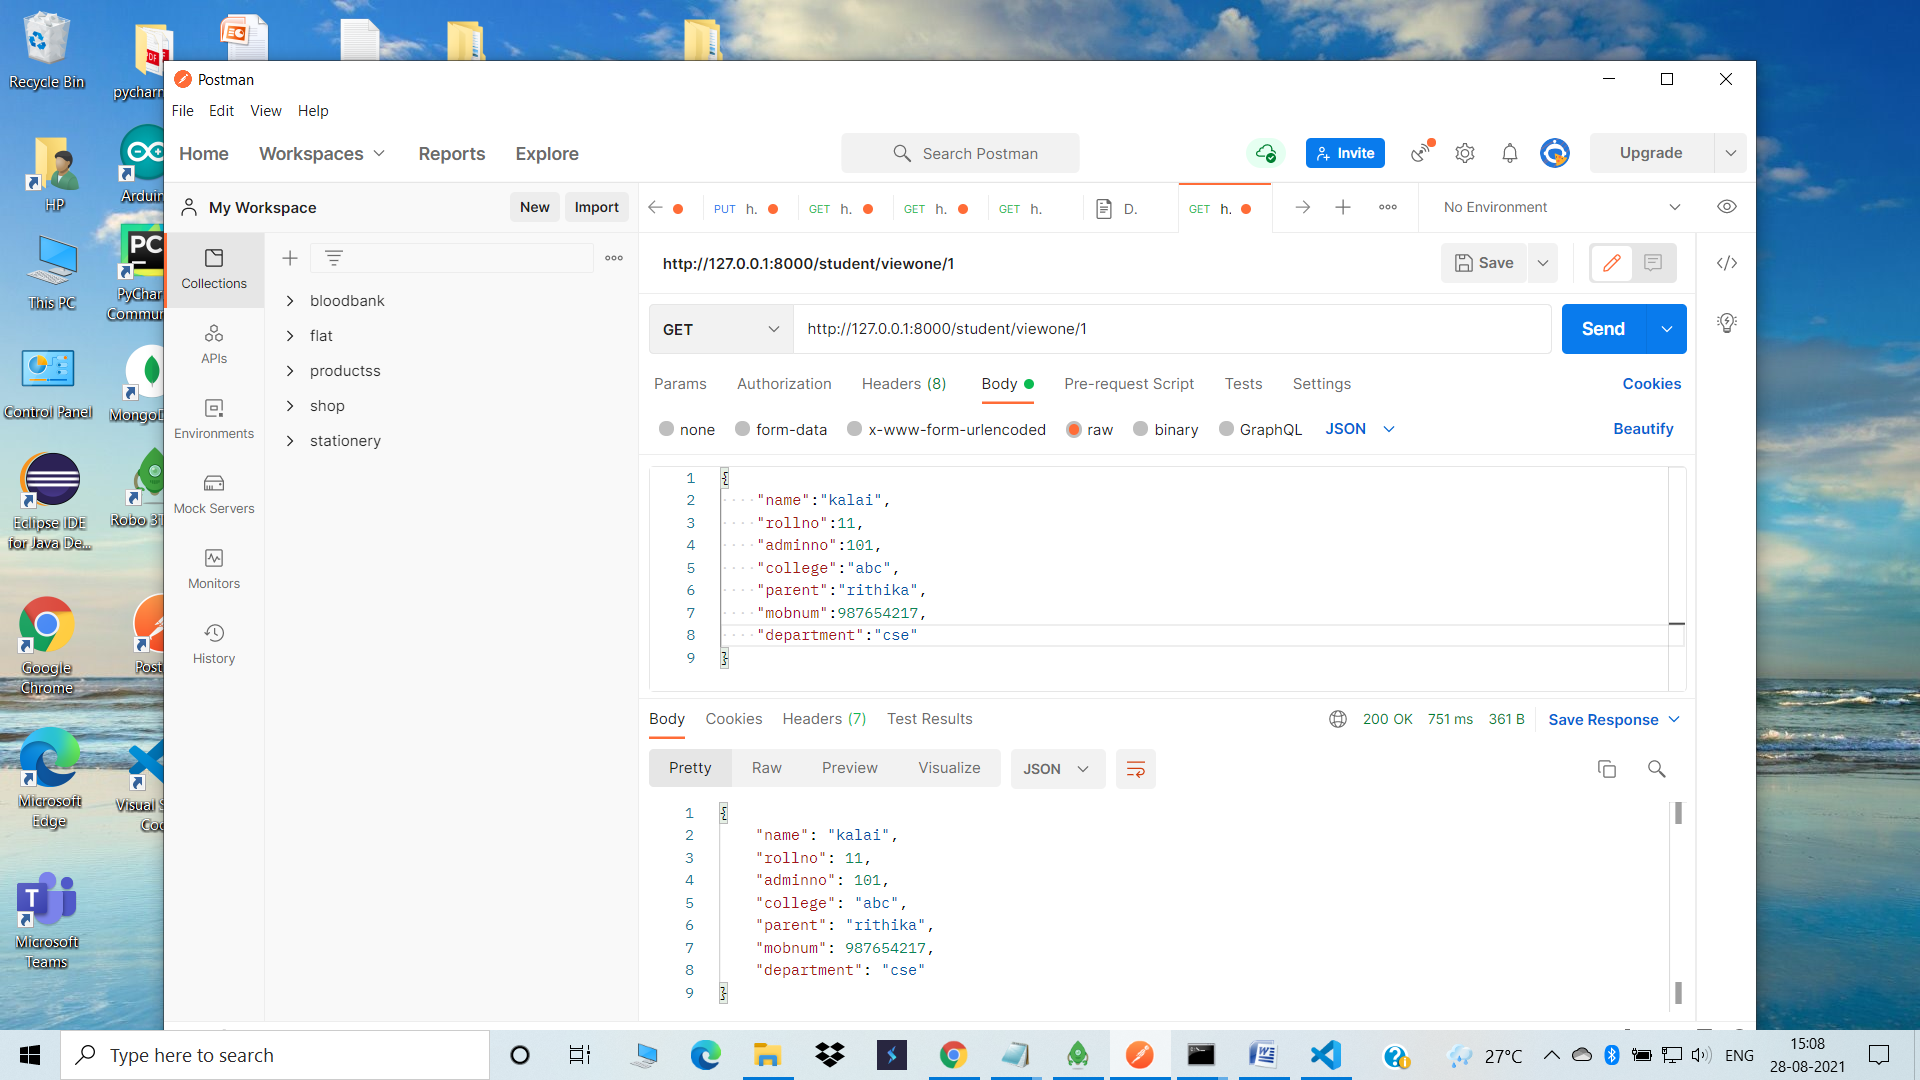 Recycle Bin
pycharm
HP
Arduin
This PC
PyChar
Commun
Control Panel
MongoD
Eclipse IDE
for Java De...
Robo 3T
Google
Chrome
Post
Microsoft
Edge
Visual S
Coc
Microsoft
Teams
Postman
File Edit View Help
Home Workspaces Reports Explore
Search Postman
Invite
Upgrade
My Workspace
New Import
PUT h. GET h. GET h. GET h. D. GET h.
No Environment
Collections
APIs
Environments
Mock Servers
Monitors
History
bloodbank
flat
productss
shop
stationery
http://127.0.0.1:8000/student/viewone/1
Save
GET http://127.0.0.1:8000/student/viewone/1
Send
Params Authorization Headers (8) Body Pre-request Script Tests Settings Cookies
none form-data x-www-form-urlencoded raw binary GraphQL JSON Beautify
1 {
2 "name":"kalai",
3 "rollno":11,
4 "adminno":101,
5 "college":"abc",
6 "parent":"rithika",
7 "mobnum":987654217,
8 "department":"cse"
9 }
Body Cookies Headers (7) Test Results
200 OK 751 ms 361 B Save Response
Pretty Raw Preview Visualize JSON
1 {
2 "name": "kalai",
3 "rollno": 11,
4 "adminno": 101,
5 "college": "abc",
6 "parent": "rithika",
7 "mobnum": 987654217,
8 "department": "cse"
9 }
Type here to search
27°C
ENG
15:08
28-08-2021